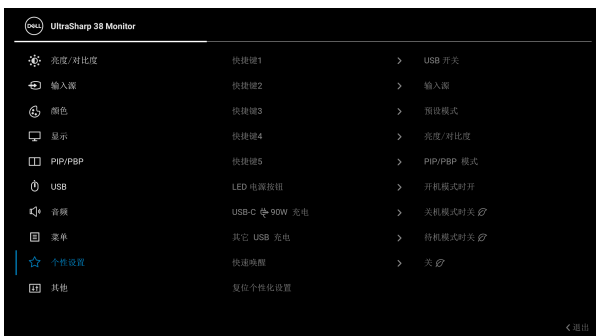 DELL UltraSharp 38 Monitor
亮度/对比度 快捷键1 USB 开关
输入源 快捷键2 输入源
颜色 快捷键3 预设模式
显示 快捷键4 亮度/对比度
PIP/PBP 快捷键5 PIP/PBP 模式
USB LED 电源按钮 开机模式时开
音频 USB-C 90W 充电 关机模式时关
菜单 其它 USB 充电 待机模式时关
个性设置 快速唤醒 关
其他 复位个性化设置
退出